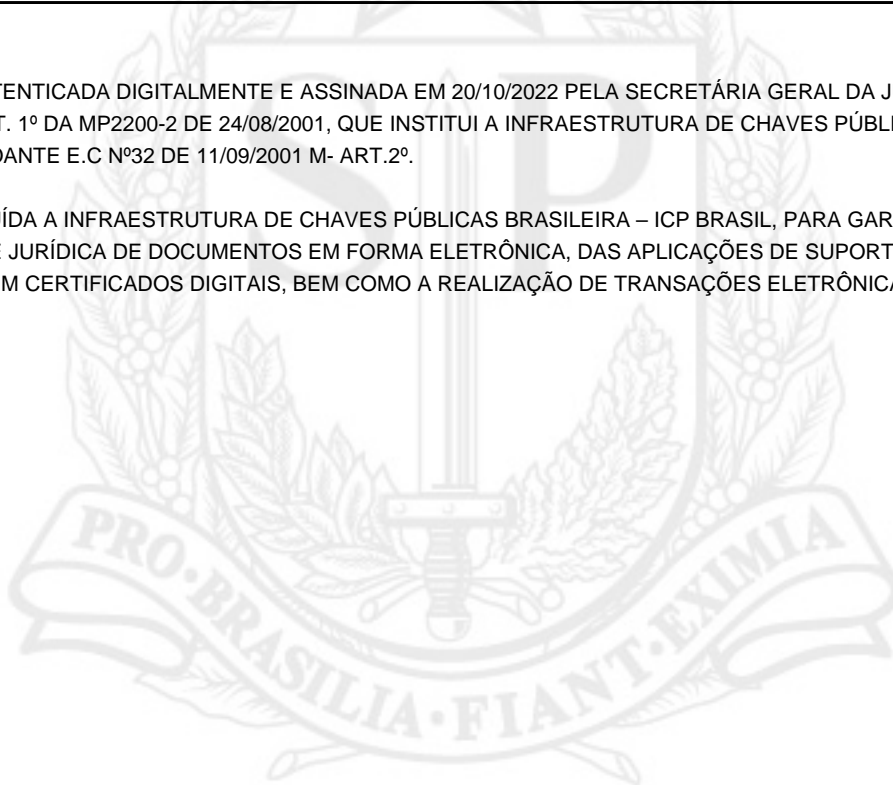 TENTICADA DIGITALMENTE E ASSINADA EM 20/10/2022 PELA SECRETÁRIA GERAL DA J
T. 1º DA MP2200-2 DE 24/08/2001, QUE INSTITUI A INFRAESTRUTURA DE CHAVES PÚBL
DANTE E.C Nº32 DE 11/09/2001 M- ART.2º.
UÍDA A INFRAESTRUTURA DE CHAVES PÚBLICAS BRASILEIRA – ICP BRASIL, PARA GAR
E JURÍDICA DE DOCUMENTOS EM FORMA ELETRÔNICA, DAS APLICAÇÕES DE SUPORT
M CERTIFICADOS DIGITAIS, BEM COMO A REALIZAÇÃO DE TRANSAÇÕES ELETRÔNICA
SP
PRO·BRASILIA·FIANT·EXIMIA